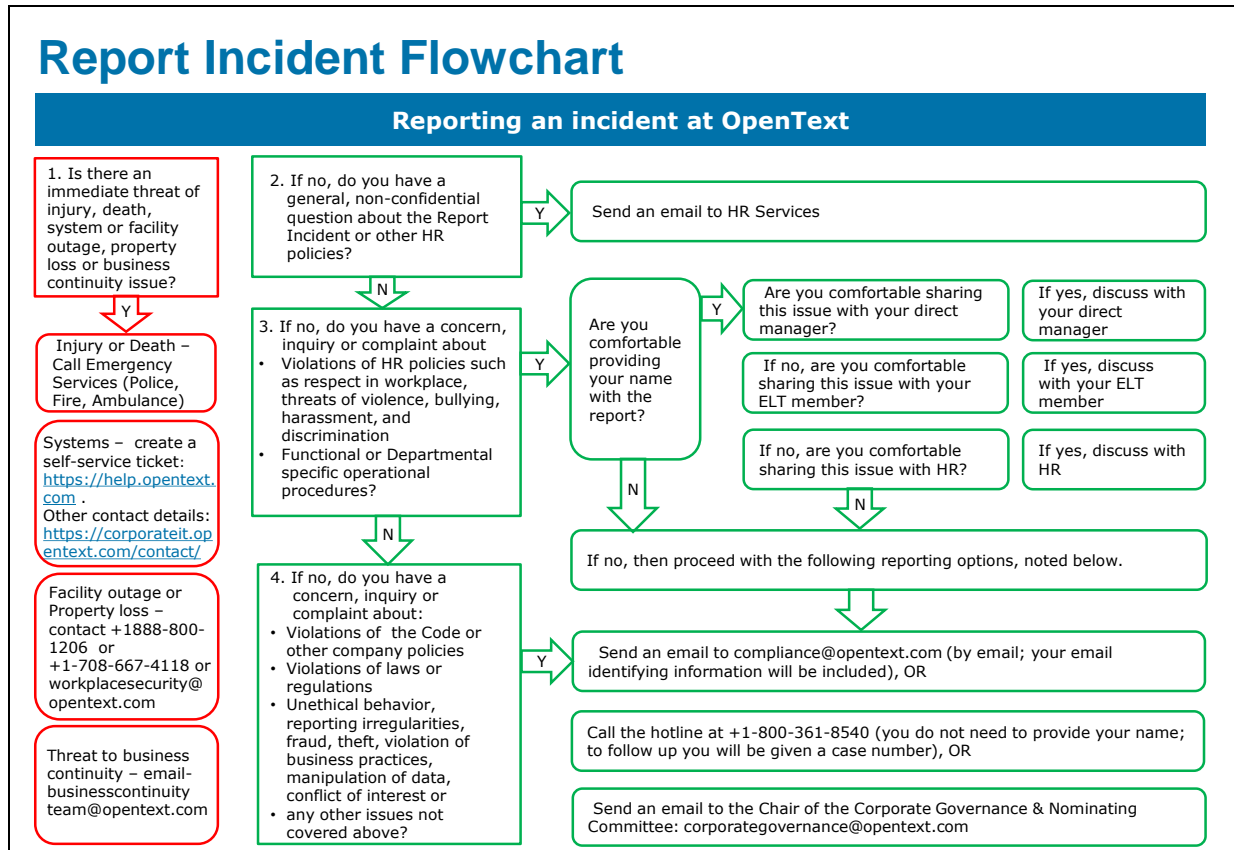 Report Incident Flowchart
Reporting an incident at OpenText
1. Is there an
immediate threat of
injury, death,
system or facility
outage, property
loss or business
continuity issue?
Y
Injury or Death –
Call Emergency
Services (Police,
Fire, Ambulance)
Systems – create a
self-service ticket:
https://help.opentext.
com .
Other contact details:
https://corporateit.op
entext.com/contact/
Facility outage or
Property loss –
contact +1888-800-
1206 or
+1-708-667-4118 or
workplacesecurity@
opentext.com
Threat to business
continuity – email-
businesscontinuity
team@opentext.com
2. If no, do you have a
general, non-confidential
question about the Report
Incident or other HR
policies?
Y
Send an email to HR Services
N
3. If no, do you have a concern,
inquiry or complaint about
• Violations of HR policies such
as respect in workplace,
threats of violence, bullying,
harassment, and
discrimination
• Functional or Departmental
specific operational
procedures?
Y
Are you
comfortable
providing
your name
with the
report?
Y
Are you comfortable sharing
this issue with your direct
manager?
If yes, discuss with
your direct
manager
If no, are you comfortable
sharing this issue with your
ELT member?
If yes, discuss
with your ELT
member
If no, are you comfortable
sharing this issue with HR?
If yes, discuss with
HR
N
N
If no, then proceed with the following reporting options, noted below.
N
4. If no, do you have a
concern, inquiry or
complaint about:
• Violations of the Code or
other company policies
• Violations of laws or
regulations
• Unethical behavior,
reporting irregularities,
fraud, theft, violation of
business practices,
manipulation of data,
conflict of interest or
• any other issues not
covered above?
Y
Send an email to compliance@opentext.com (by email; your email
identifying information will be included), OR
Call the hotline at +1-800-361-8540 (you do not need to provide your name;
to follow up you will be given a case number), OR
Send an email to the Chair of the Corporate Governance & Nominating
Committee: corporategovernance@opentext.com